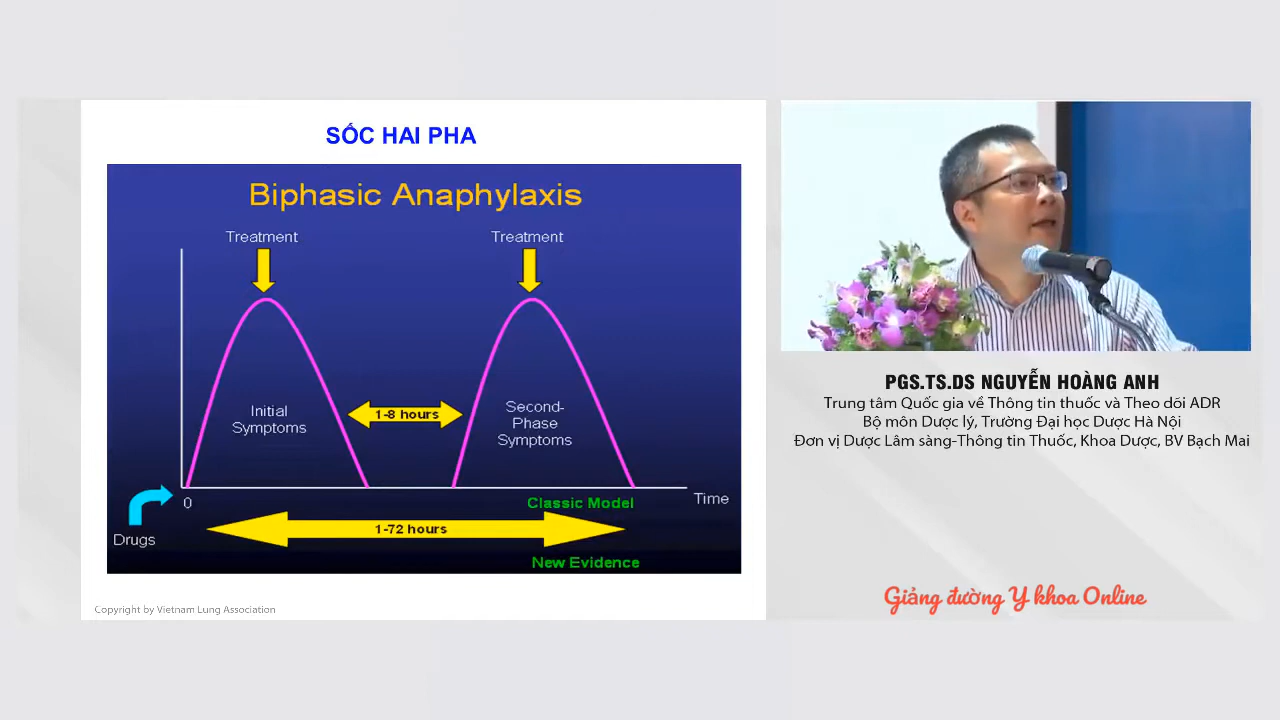 SỐC HAI PHA
Biphasic Anaphylaxis
Treatment
Treatment
Initial
Symptoms
1-8 hours
Second-
Phase
Symptoms
0
Classic Model
Time
Drugs
1-72 hours
New Evidence
Copyright by Vietnam Lung Association
PGS.TS.DS NGUYỄN HOÀNG ANH
Trung tâm Quốc gia về Thông tin thuốc và Theo dõi ADR
Bộ môn Dược lý, Trường Đại học Dược Hà Nội
Đơn vị Dược Lâm sàng-Thông tin Thuốc, Khoa Dược, BV Bạch Mai
Giảng đường Y khoa Online